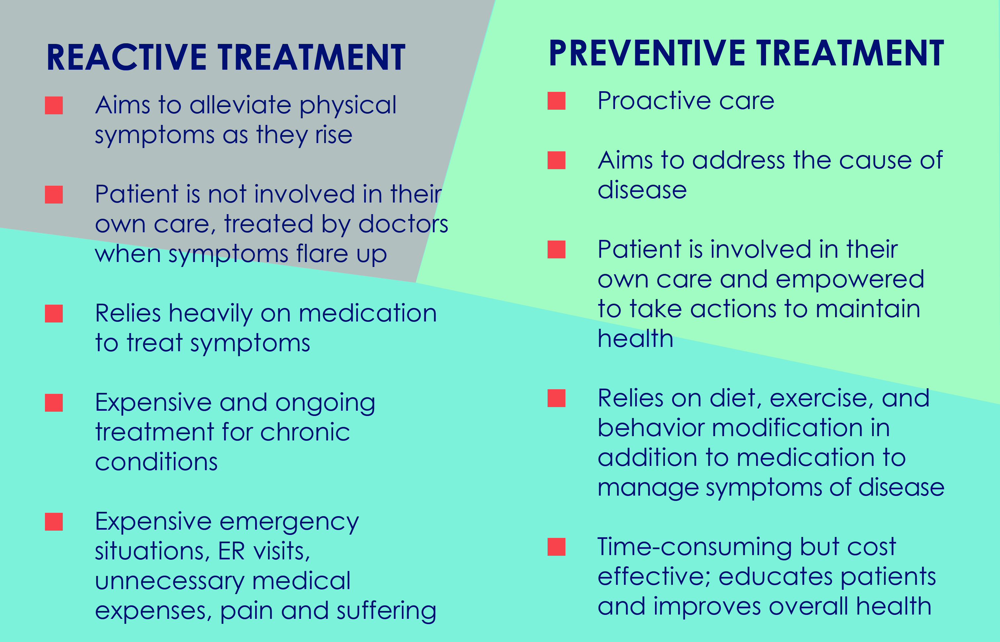 REACTIVE TREATMENT
Aims to alleviate physical
symptoms as they rise
Patient is not involved in their
own care, treated by doctors
when symptoms flare up
Relies heavily on medication
to treat symptoms
Expensive and ongoing
treatment for chronic
conditions
Expensive emergency
situations, ER visits,
unnecessary medical
expenses, pain and suffering
PREVENTIVE TREATMENT
Proactive care
Aims to address the cause of
disease
Patient is involved in their
own care and empowered
to take actions to maintain
health
Relies on diet, exercise, and
behavior modification in
addition to medication to
manage symptoms of disease
Time-consuming but cost
effective; educates patients
and improves overall health